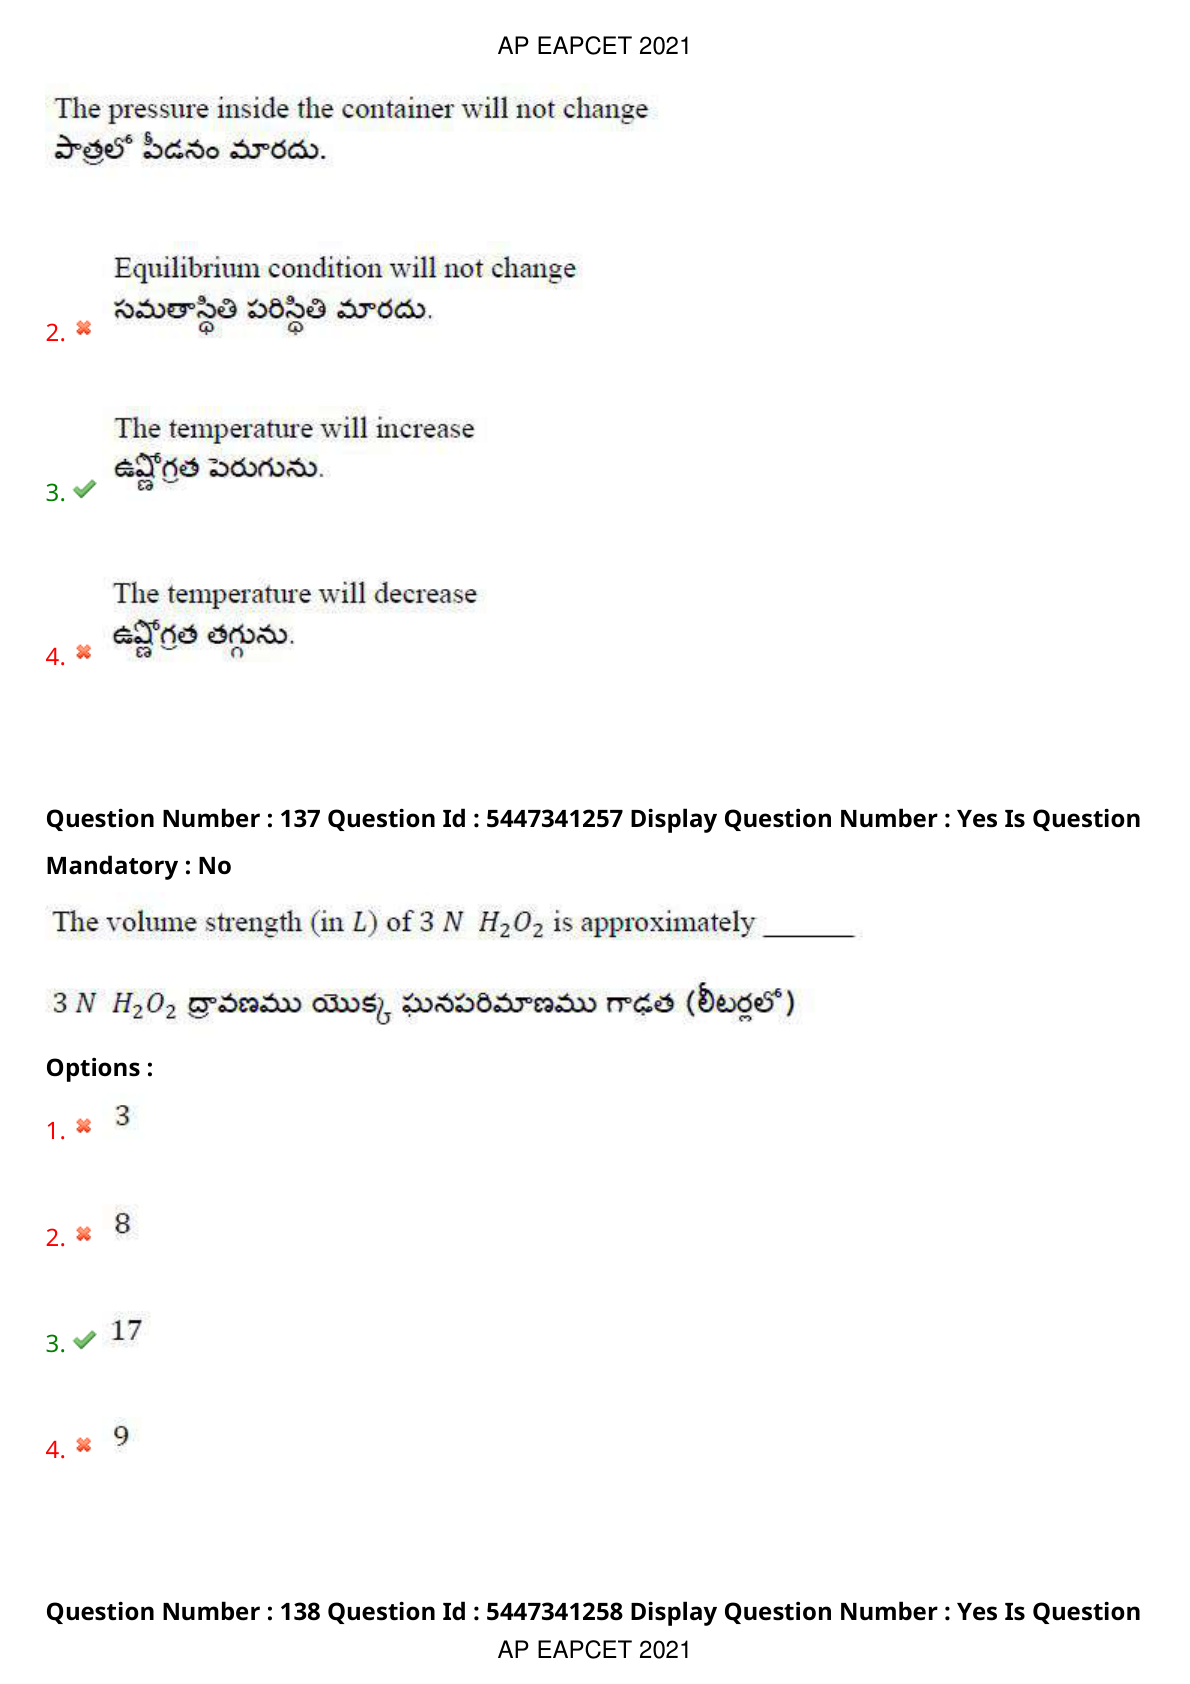 AP EAPCET 2021
The pressure inside the container will not change
పాత్రలో పీడనం మారదు.
Equilibrium condition will not change
సమతాస్థితి పరిస్థితి మారదు.
2.
The temperature will increase
ఉష్ణోగ్రత పెరుగును.
3.
The temperature will decrease
ఉష్ణోగ్రత తగ్గును.
4.
Question Number : 137 Question Id : 5447341257 Display Question Number : Yes Is Question
Mandatory : No
The volume strength (in L) of 3 N H₂O₂ is approximately ______
3 N H₂O₂ ద్రావణము యొక్క ఘనపరిమాణము గాఢత (లీటర్లలో)
Options :
1. 3
2. 8
3. 17
4. 9
Question Number : 138 Question Id : 5447341258 Display Question Number : Yes Is Question
AP EAPCET 2021